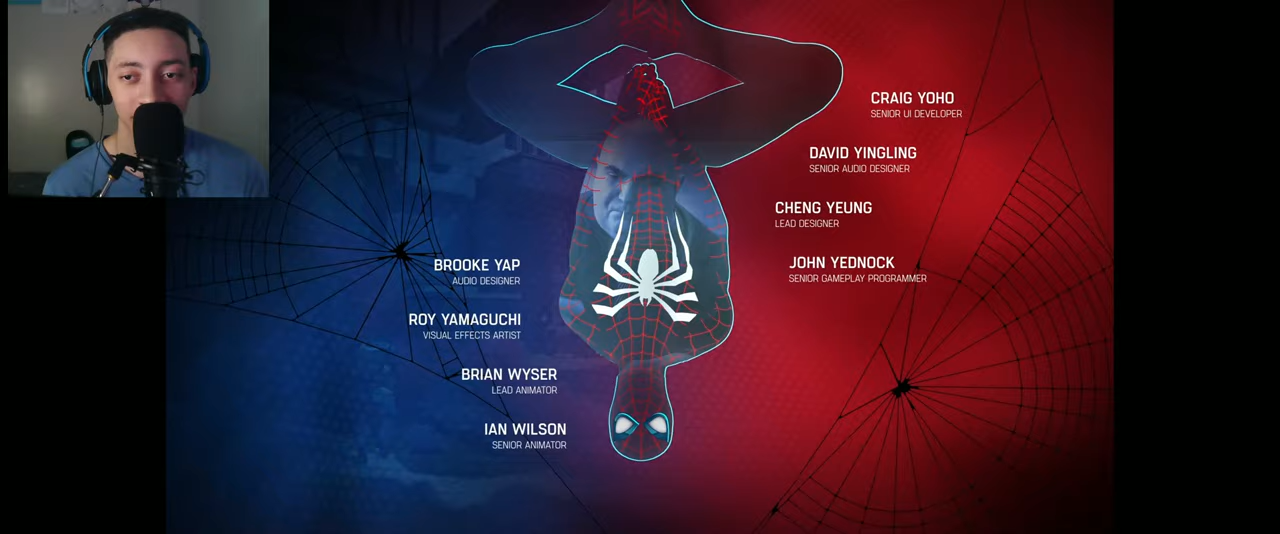 BROOKE YAP
AUDIO DESIGNER
ROY YAMAGUCHI
VISUAL EFFECTS ARTIST
BRIAN WYSER
LEAD ANIMATOR
IAN WILSON
SENIOR ANIMATOR
CRAIG YOHO
SENIOR UI DEVELOPER
DAVID YINGLING
SENIOR AUDIO DESIGNER
CHENG YEUNG
LEAD DESIGNER
JOHN YEDNOCK
SENIOR GAMEPLAY PROGRAMMER